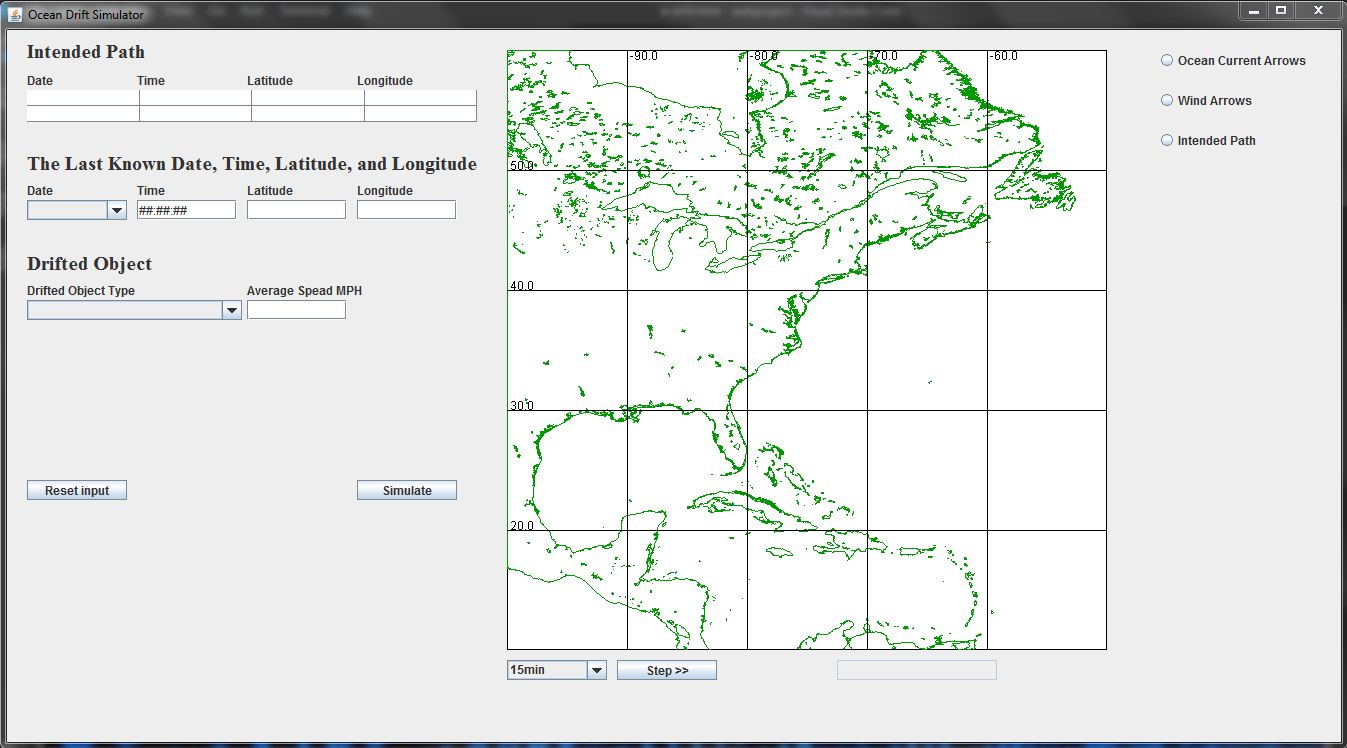 Ocean Drift Simulator
Intended Path
Date Time Latitude Longitude
The Last Known Date, Time, Latitude, and Longitude
Date Time Latitude Longitude
##:##:##
Drifted Object
Drifted Object Type Average Spead MPH
Reset input Simulate
-90.0 -80.0 -70.0 -60.0
50.0
40.0
30.0
20.0
15min Step >>
Ocean Current Arrows
Wind Arrows
Intended Path